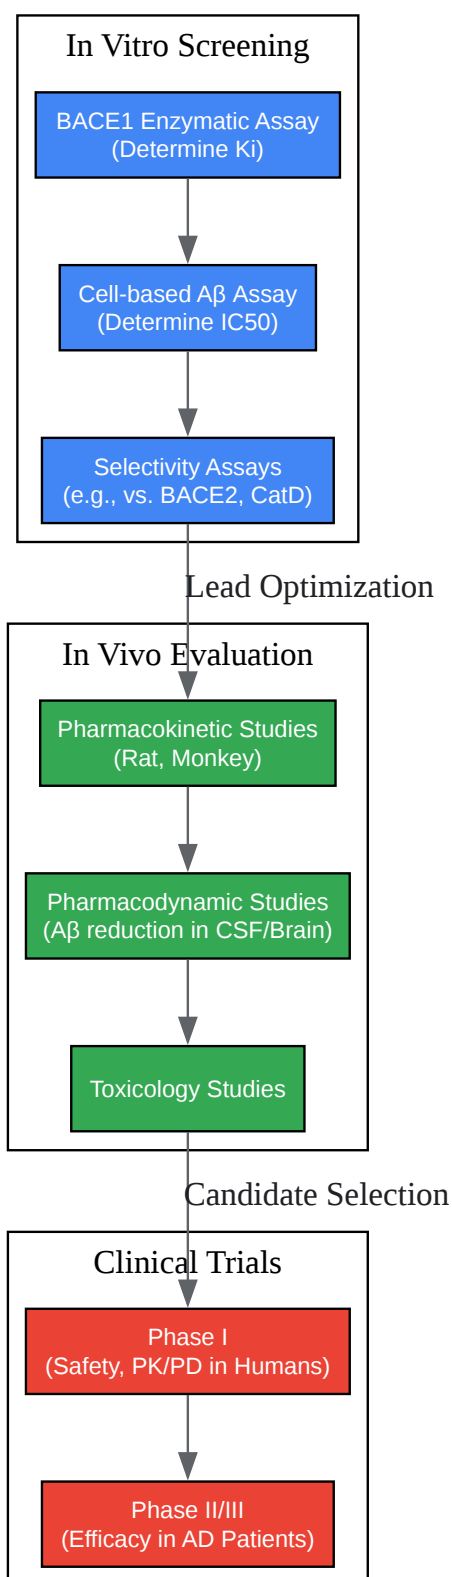 In Vitro Screening
BACE1 Enzymatic Assay
(Determine Ki)
Cell-based Aβ Assay
(Determine IC50)
Selectivity Assays
(e.g., vs. BACE2, CatD)
Lead Optimization
In Vivo Evaluation
Pharmacokinetic Studies
(Rat, Monkey)
Pharmacodynamic Studies
(Aβ reduction in CSF/Brain)
Toxicology Studies
Candidate Selection
Clinical Trials
Phase I
(Safety, PK/PD in Humans)
Phase II/III
(Efficacy in AD Patients)